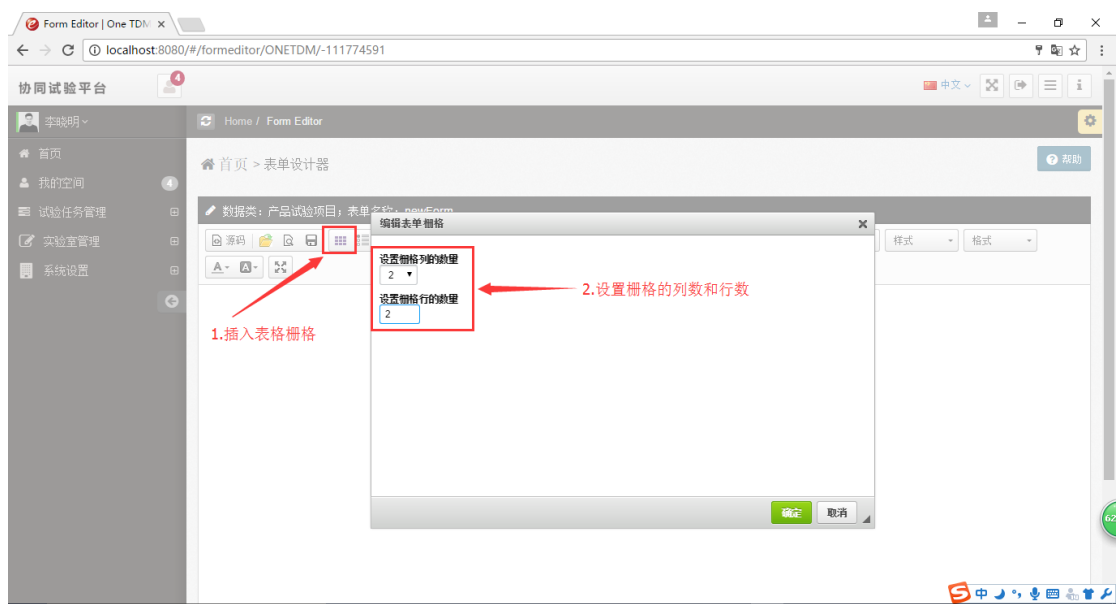 Form Editor | One TDM
localhost:8080/#/formeditor/ONETDM/-111774591
协同试验平台
4
中文
李晓明
Home / Form Editor
首页
首页 > 表单设计器
帮助
我的空间
4
试验任务管理
数据类：产品试验项目；表单名称：newForm
编辑表单栅格
实验室管理
源码
设置栅格列的数量
样式
格式
系统设置
A
A
2
2.设置栅格的列数和行数
设置栅格行的数量
2
1.插入表格栅格
确定
取消
62
中